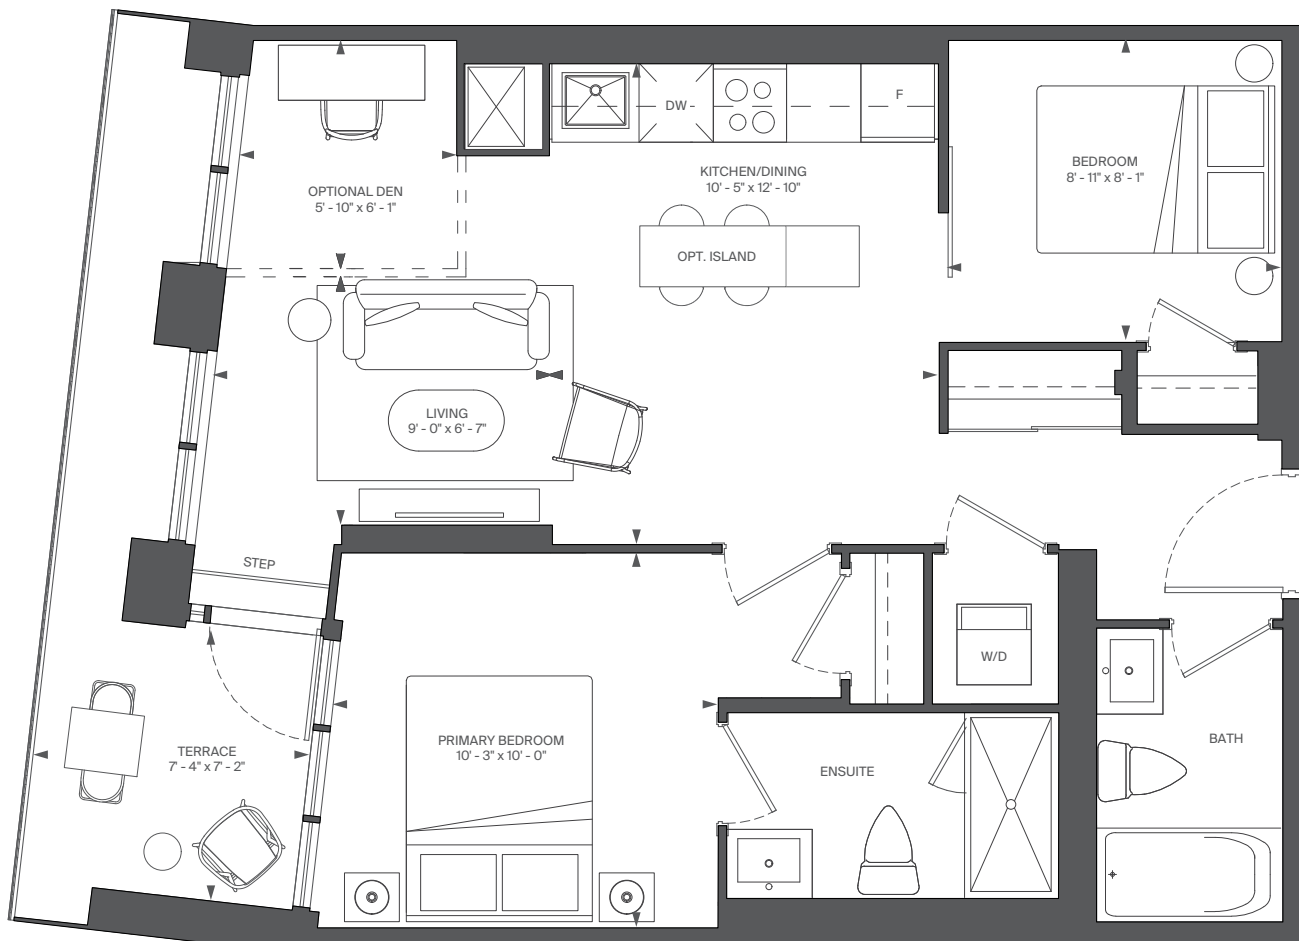 DW
F
OPTIONAL DEN
5' - 10" x 6' - 1"
KITCHEN/DINING
10' - 5" x 12' - 10"
BEDROOM
8' - 11" x 8' - 1"
OPT. ISLAND
LIVING
9' - 0" x 6' - 7"
STEP
W/D
TERRACE
7' - 4" x 7' - 2"
PRIMARY BEDROOM
10' - 3" x 10' - 0"
ENSUITE
BATH